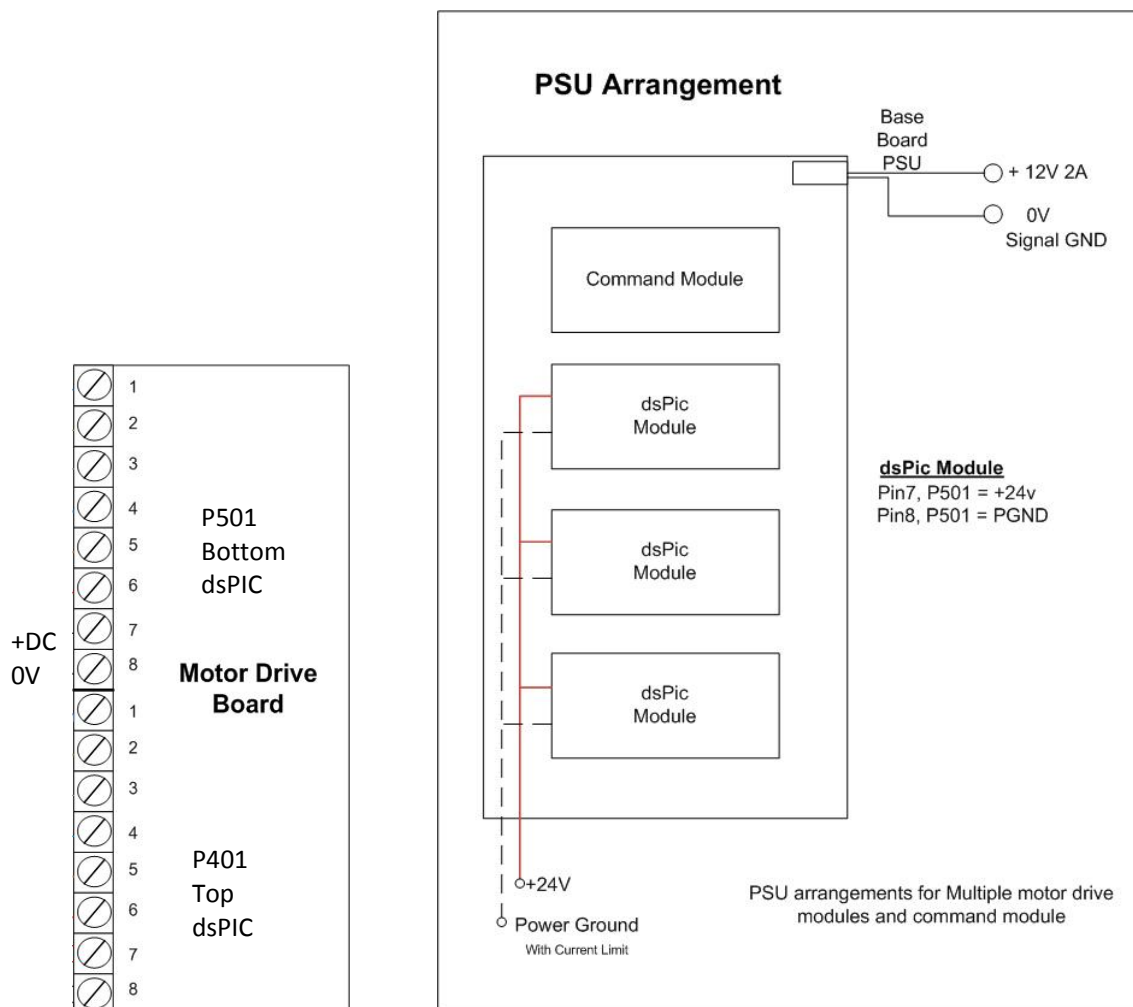 PSU Arrangement
Base
Board
PSU
+ 12V 2A
0V
Signal GND
Command Module
dsPic
Module
dsPic
Module
dsPic
Module
dsPic Module
Pin7, P501 = +24v
Pin8, P501 = PGND
+24V
Power Ground
With Current Limit
PSU arrangements for Multiple motor drive
modules and command module
1
2
3
4
5
6
7
8
P501
Bottom
dsPIC
+DC
0V
Motor Drive
Board
1
2
3
4
5
6
7
8
P401
Top
dsPIC